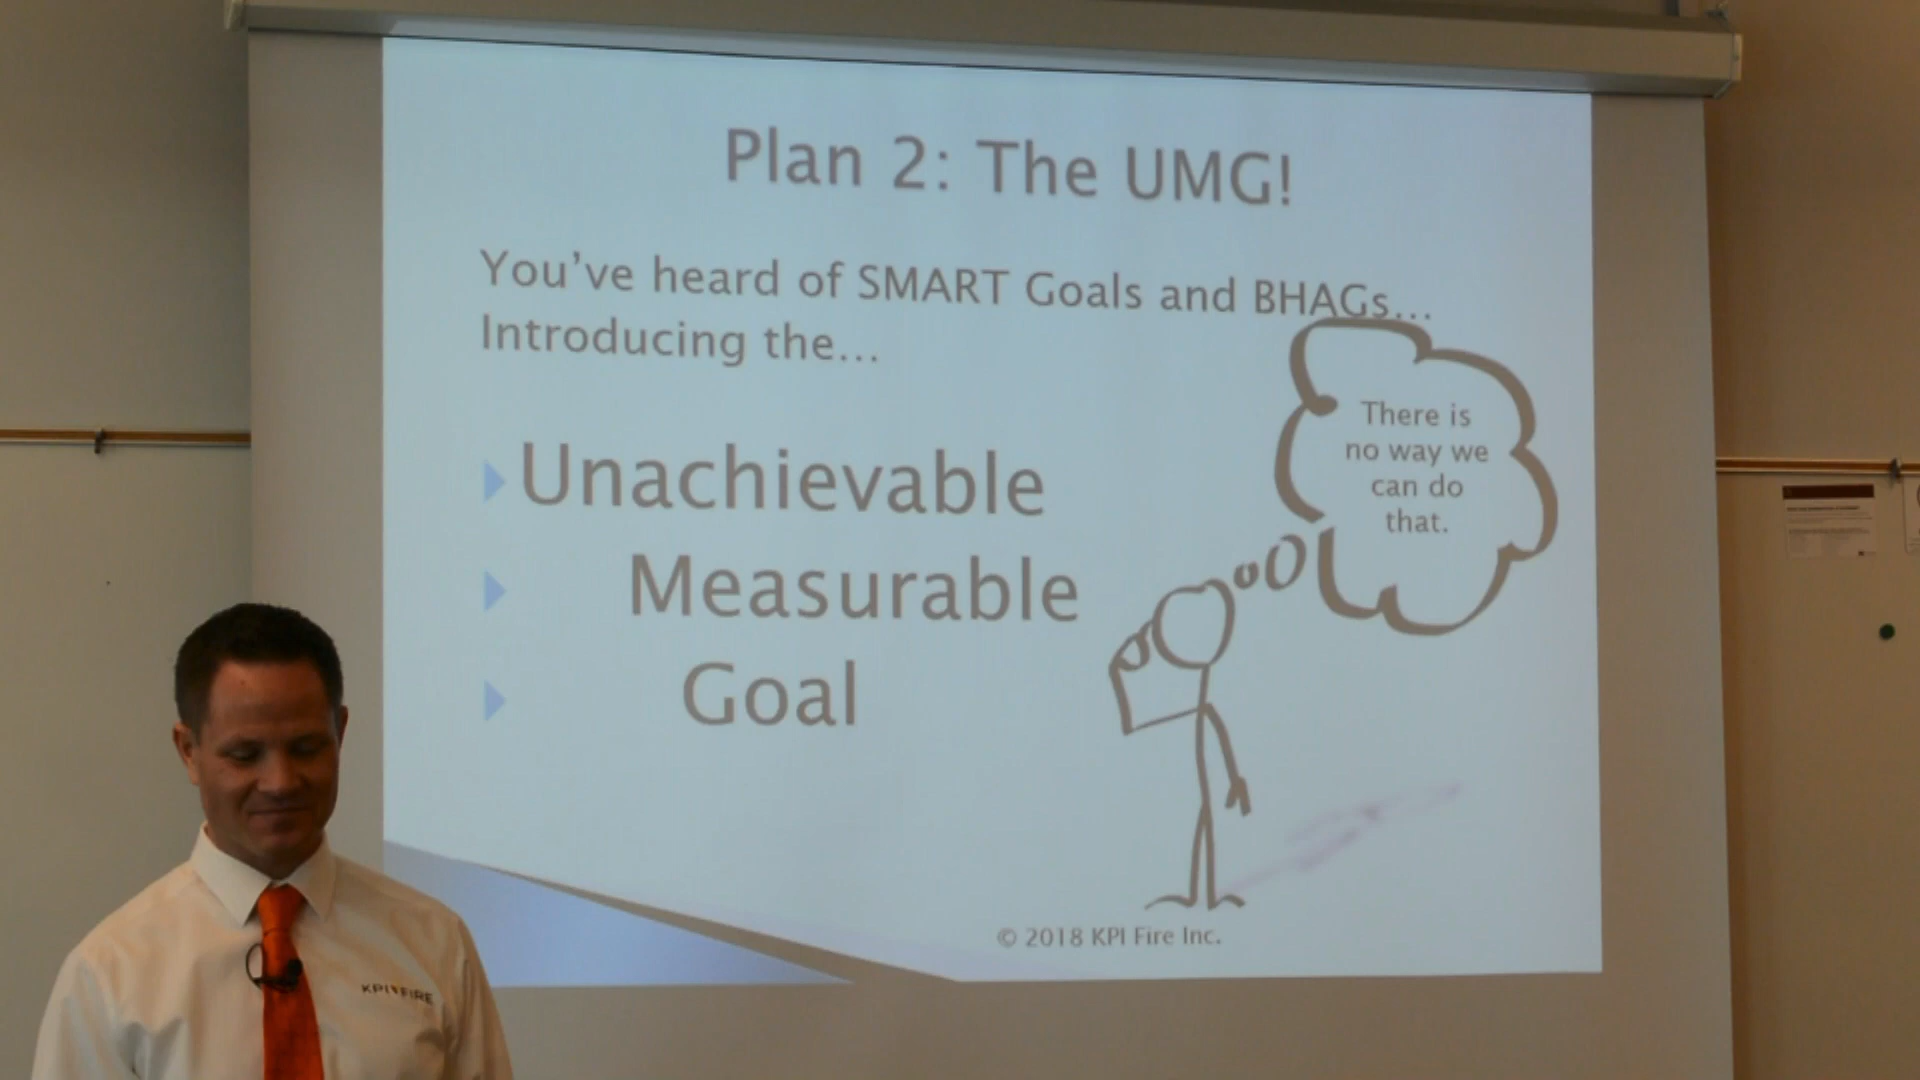 Plan 2: The UMG!
You've heard of SMART Goals and BHAGs...
Introducing the...
Unachievable
Measurable
Goal
There is
no way we
can do
that.
© 2018 KPI Fire Inc.
KPI FIRE